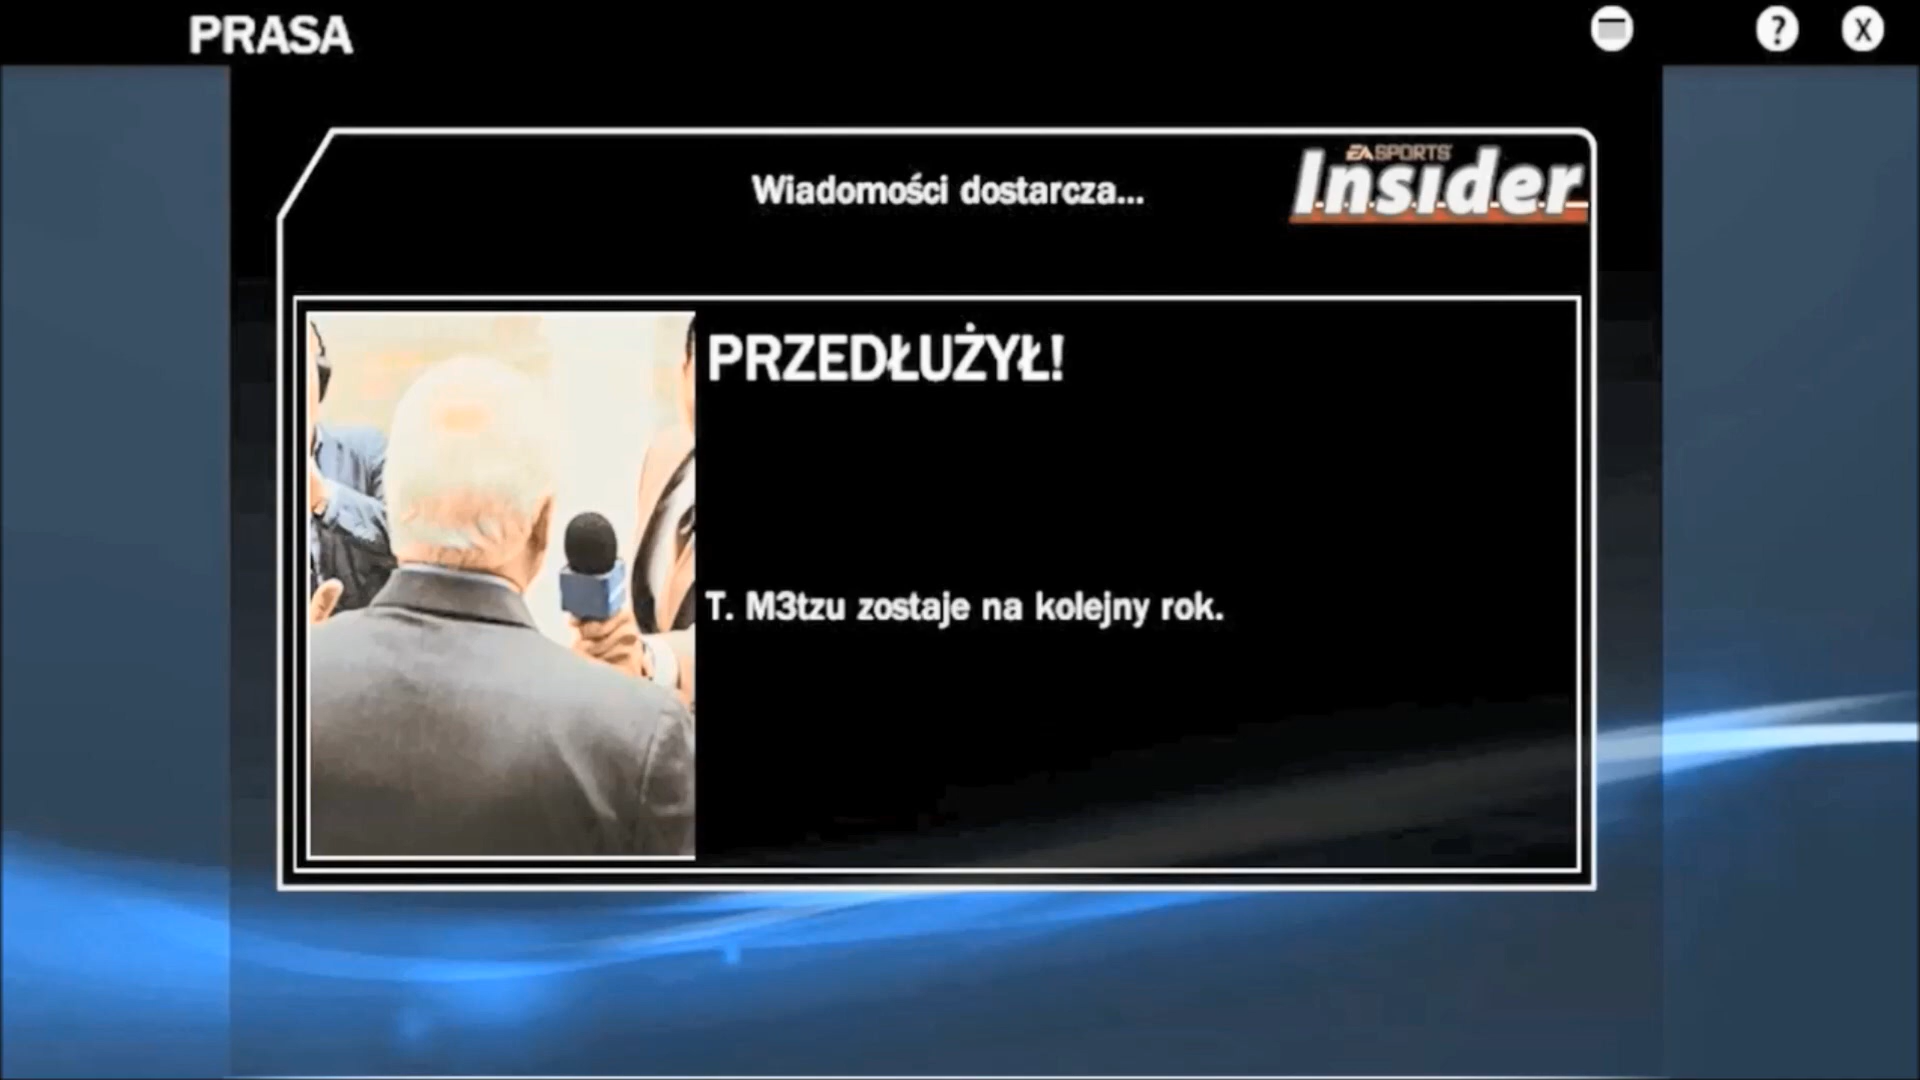 PRASA
?
X
Wiadomości dostarcza...
EA SPORTS
Insider
PRZEDŁUŻYŁ!
T. M3tzu zostaje na kolejny rok.